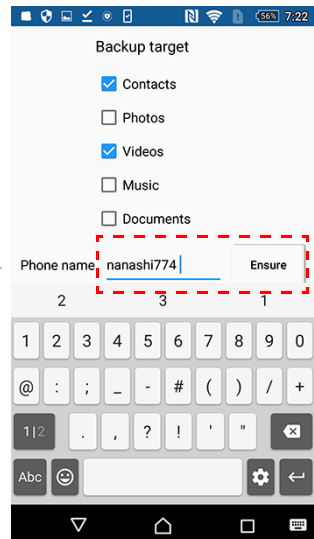 56% 7:22
Backup target
Contacts
Photos
Videos
Music
Documents
Phone name nanashi774 Ensure
2 3 1
1 2 3 4 5 6 7 8 9 0
@ : ; _ - # ( ) / +
1|2 . , ? ! ' "
Abc